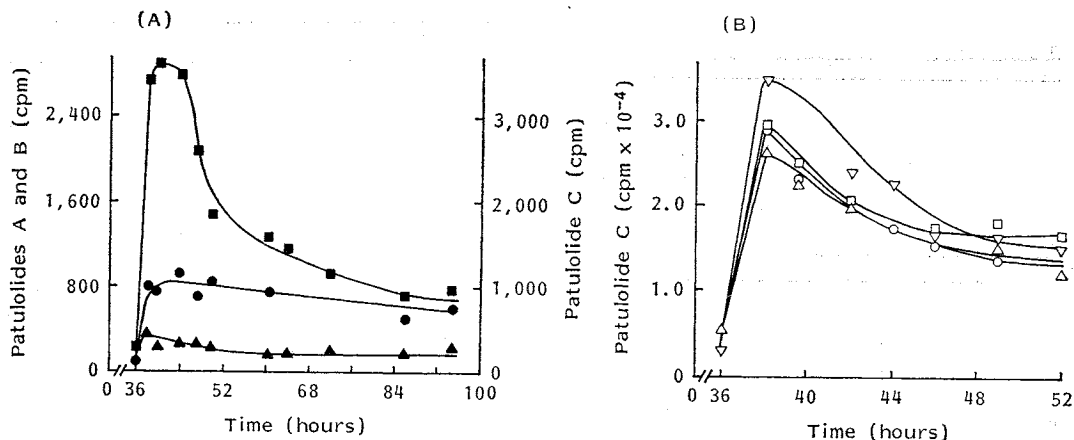 (A)
Patulolides A and B (cpm)
2,400
1,600
800
0
3,000
2,000
1,000
0
Patulolide C (cpm)
36 52 68 84 100
Time (hours)
(B)
Patulolide C (cpm x 10-4)
3.0
2.0
1.0
0
0 36 40 44 48 52
Time (hours)